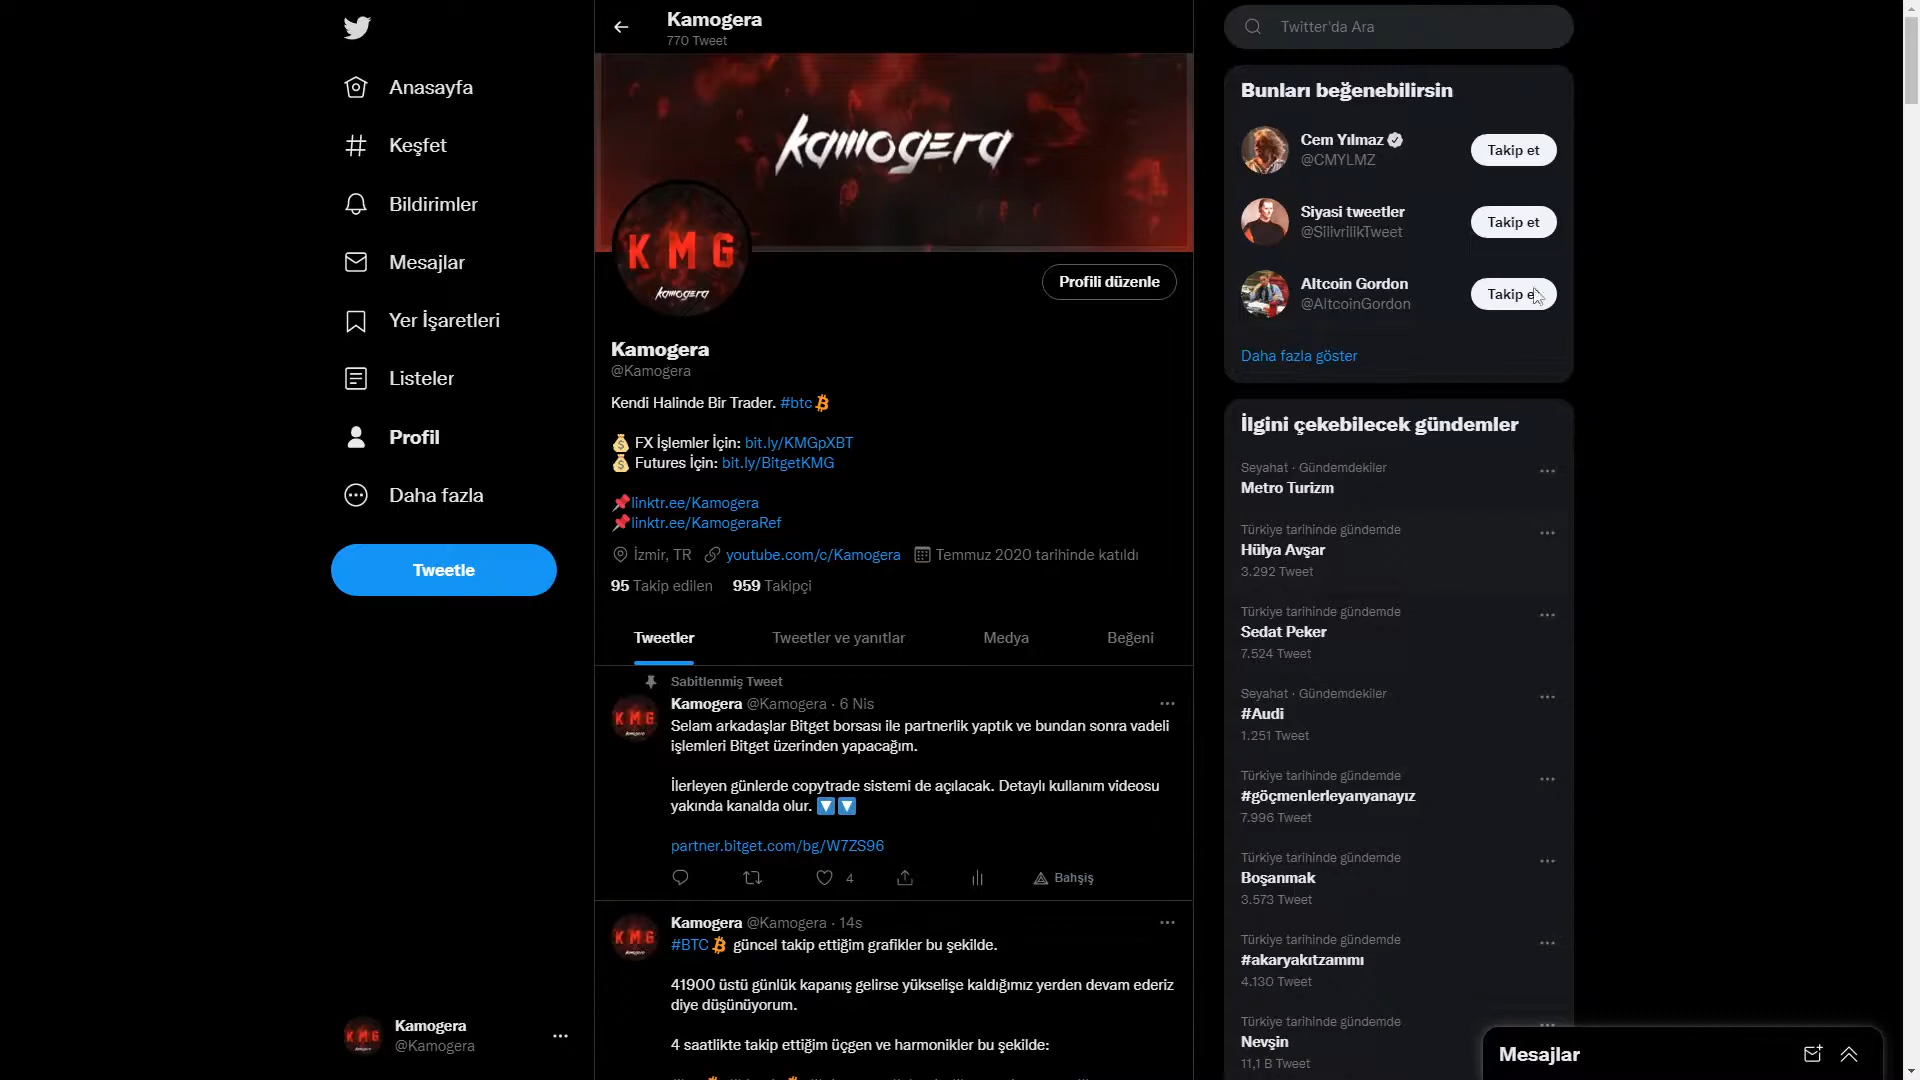 Anasayfa
Keşfet
Bildirimler
Mesajlar
Yer İşaretleri
Listeler
Profil
Daha fazla
Tweetle
Kamogera
@Kamogera
Kamogera
770 Tweet
kamogera
KMG
kamogera
Profili düzenle
Kamogera
@Kamogera
Kendi Halinde Bir Trader. #btc
FX İşlemler İçin: bit.ly/KMGpXBT
Futures İçin: bit.ly/BitgetKMG
linktr.ee/Kamogera
linktr.ee/KamogeraRef
İzmir, TR youtube.com/c/Kamogera Temmuz 2020 tarihinde katıldı
95 Takip edilen 959 Takipçi
Tweetler Tweetler ve yanıtlar Medya Beğeni
Sabitlenmiş Tweet
Kamogera @Kamogera · 6 Nis
Selam arkadaşlar Bitget borsası ile partnerlik yaptık ve bundan sonra vadeli
işlemleri Bitget üzerinden yapacağım.
İlerleyen günlerde copytrade sistemi de açılacak. Detaylı kullanım videosu
yakında kanalda olur.
partner.bitget.com/bg/W7ZS96
4 Bahşiş
Kamogera @Kamogera · 14s
#BTC güncel takip ettiğim grafikler bu şekilde.
41900 üstü günlük kapanış gelirse yükselişe kaldığımız yerden devam ederiz
diye düşünüyorum.
4 saatlikte takip ettiğim üçgen ve harmonikler bu şekilde:
Twitter'da Ara
Bunları beğenebilirsin
Cem Yılmaz
@CMYLMZ
Takip et
Siyasi tweetler
@SilivrilikTweet
Takip et
Altcoin Gordon
@AltcoinGordon
Takip e
Daha fazla göster
İlgini çekebilecek gündemler
Seyahat · Gündemdekiler
Metro Turizm
Türkiye tarihinde gündemde
Hülya Avşar
3.292 Tweet
Türkiye tarihinde gündemde
Sedat Peker
7.524 Tweet
Seyahat · Gündemdekiler
#Audi
1.251 Tweet
Türkiye tarihinde gündemde
#göçmenlerleyanyanayız
7.996 Tweet
Türkiye tarihinde gündemde
Boşanmak
3.573 Tweet
Türkiye tarihinde gündemde
#akaryakıtzammı
4.130 Tweet
Türkiye tarihinde gündemde
Nevşin
11,1 B Tweet
Mesajlar